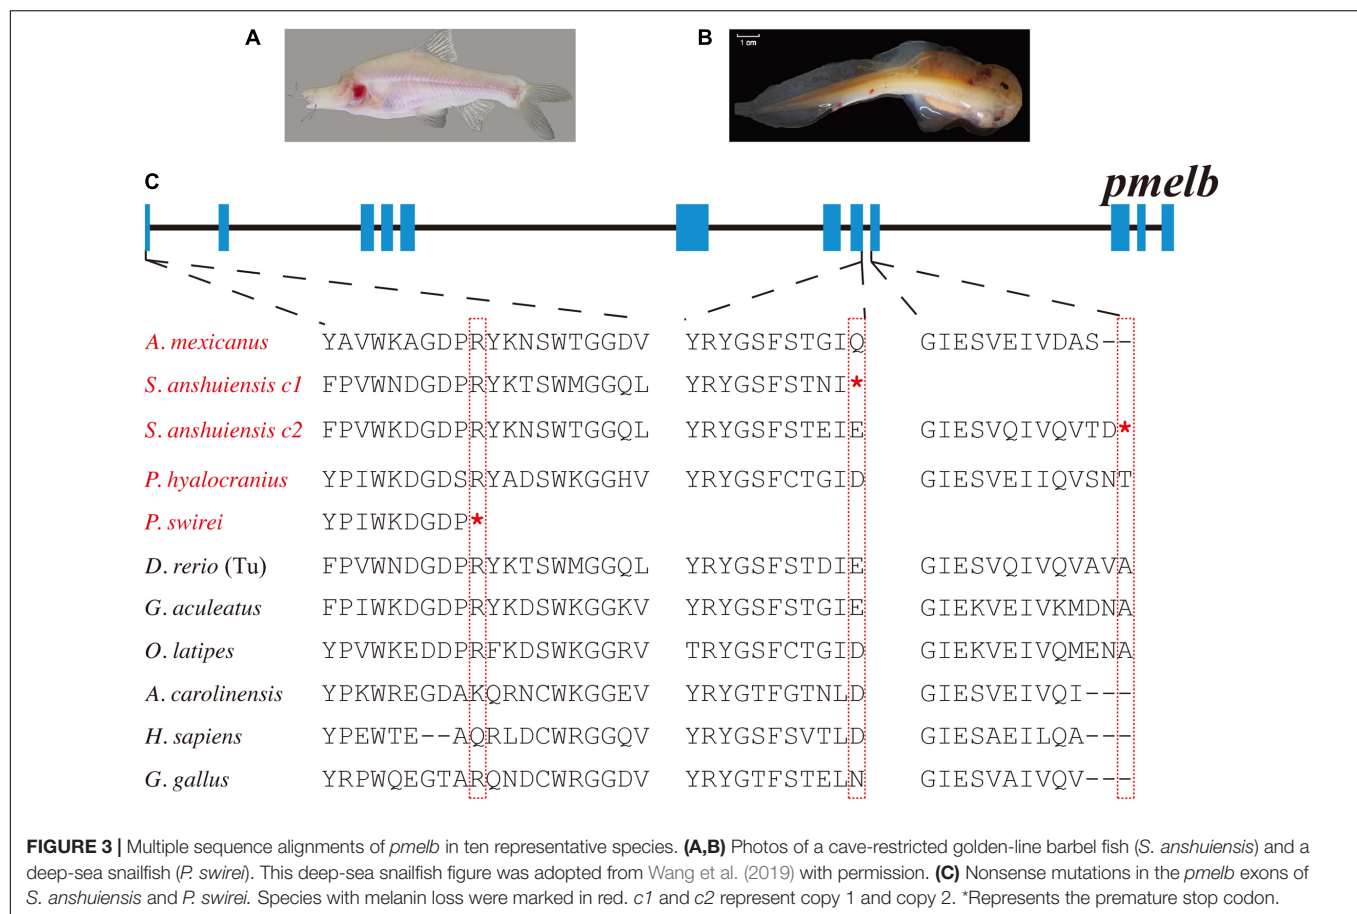 A
B
1 cm
C
pmelb
A. mexicanus YAVWKAGDPRYKNSWTGGDV YRYGSFSTGIQ GIESVEIVDAS--
S. anshuiensis c1 FPVWNDGDPRYKTSWMGGQL YRYGSFSTNI*
S. anshuiensis c2 FPVWKDGDPRYKNSWTGGQL YRYGSFSTEIE GIESVQIVQVTD*
P. hyalocranius YPIWKDGDSRYADSWKGGHV YRYGSFCTGID GIESVEIIQVSNT
P. swirei YPIWKDGDP*
D. rerio (Tu) FPVWNDGDPRYKTSWMGGQL YRYGSFSTDIE GIESVQIVQVAVA
G. aculeatus FPIWKDGDPRYKDSWKGGKV YRYGSFSTGIE GIEKVEIVKMDNA
O. latipes YPVWKEDDPRFKDSWKGGRV TRYGSFCTGID GIEKVEIVQMENA
A. carolinensis YPKWREGDAKQRNCWKGGEV YRYGTFGTNLD GIESVEIVQI---
H. sapiens YPEWTE--AQRLDCWRGGQV YRYGSFSVTLD GIESAEILQA---
G. gallus YRPWQEGTARQNDCWRGGDV YRYGTFSTELN GIESVAIVQV---
FIGURE 3 | Multiple sequence alignments of pmelb in ten representative species. (A,B) Photos of a cave-restricted golden-line barbel fish (S. anshuiensis) and a
deep-sea snailfish (P. swirei). This deep-sea snailfish figure was adopted from Wang et al. (2019) with permission. (C) Nonsense mutations in the pmelb exons of
S. anshuiensis and P. swirei. Species with melanin loss were marked in red. c1 and c2 represent copy 1 and copy 2. *Represents the premature stop codon.